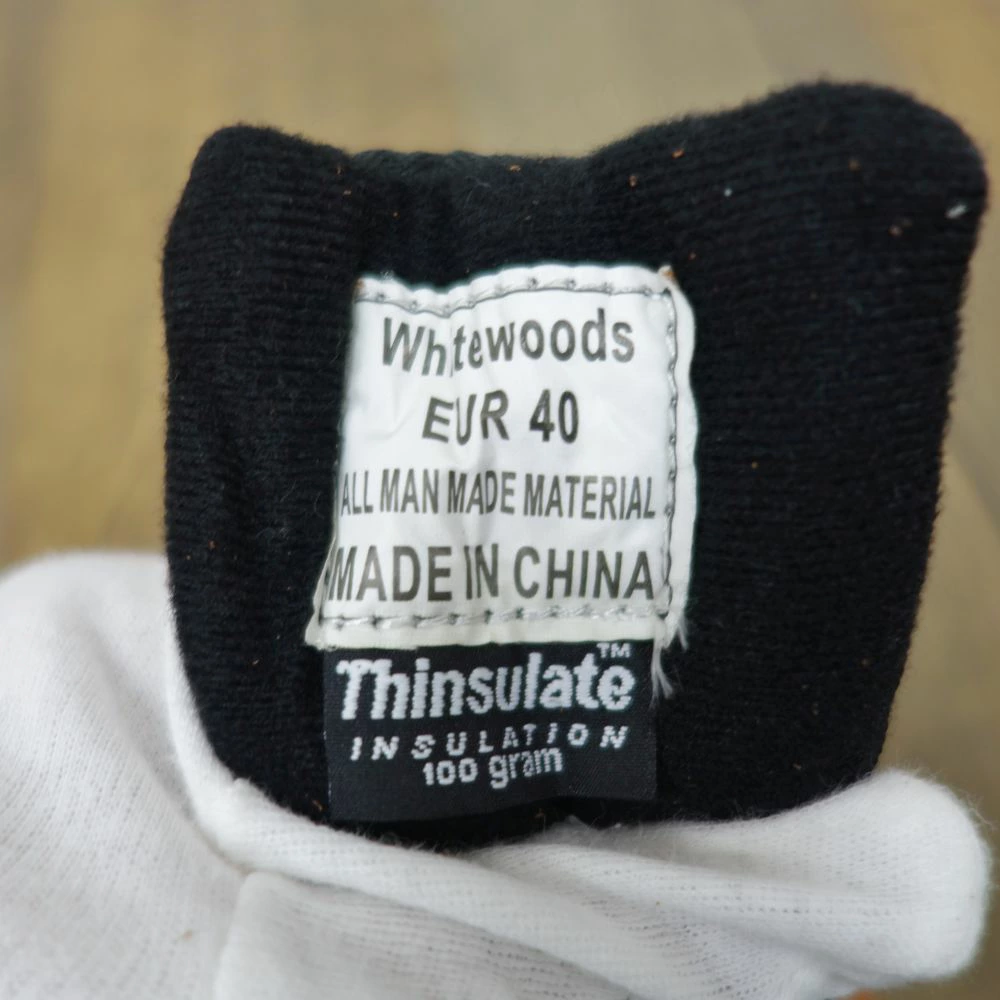 Whitewoods
EUR 40
ALL MAN MADE MATERIAL
MADE IN CHINA
Thinsulate™
INSULATION
100 gram